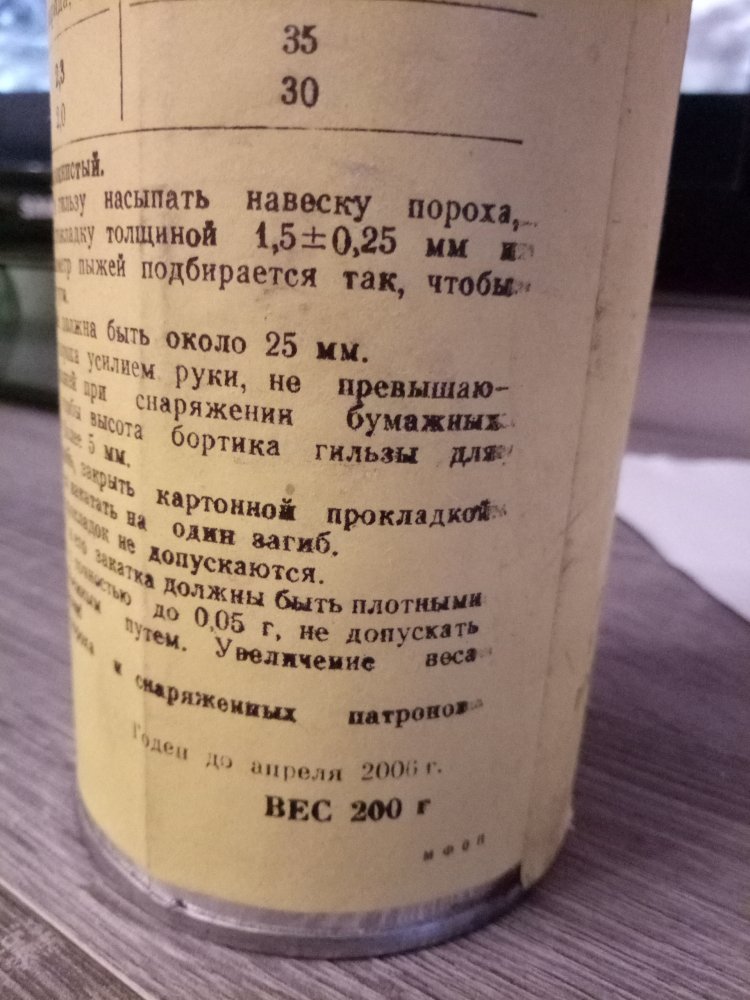 35
30
насыпать навеску пороха,
толщиной 1,5±0,25 мм и
пыжей подбирается так, чтобы
быть около 25 мм.
усилием руки, не превышаю-
при снаряжении бумажных
высота бортика гильзы для
5 мм.
закрыть картонной прокладкой
закатать на один загиб.
не допускаются.
закатка должны быть плотными
до 0,05 г, не допускать
путем. Увеличение веса
и снаряженных патронов
Годен до апреля 2006 г.
ВЕС 200 г